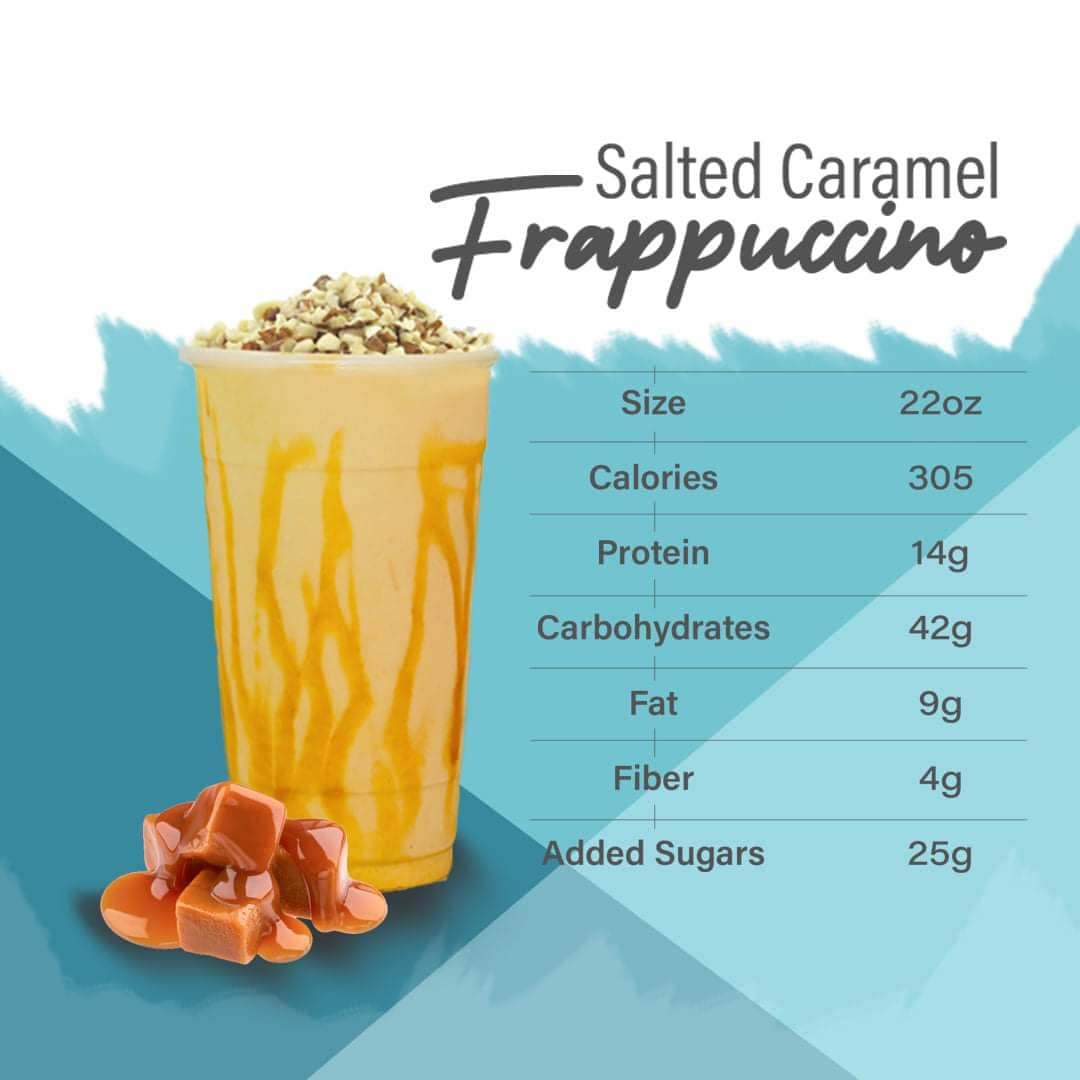 Salted Caramel
Frappuccino
Size 22oz
Calories 305
Protein 14g
Carbohydrates 42g
Fat 9g
Fiber 4g
Added Sugars 25g